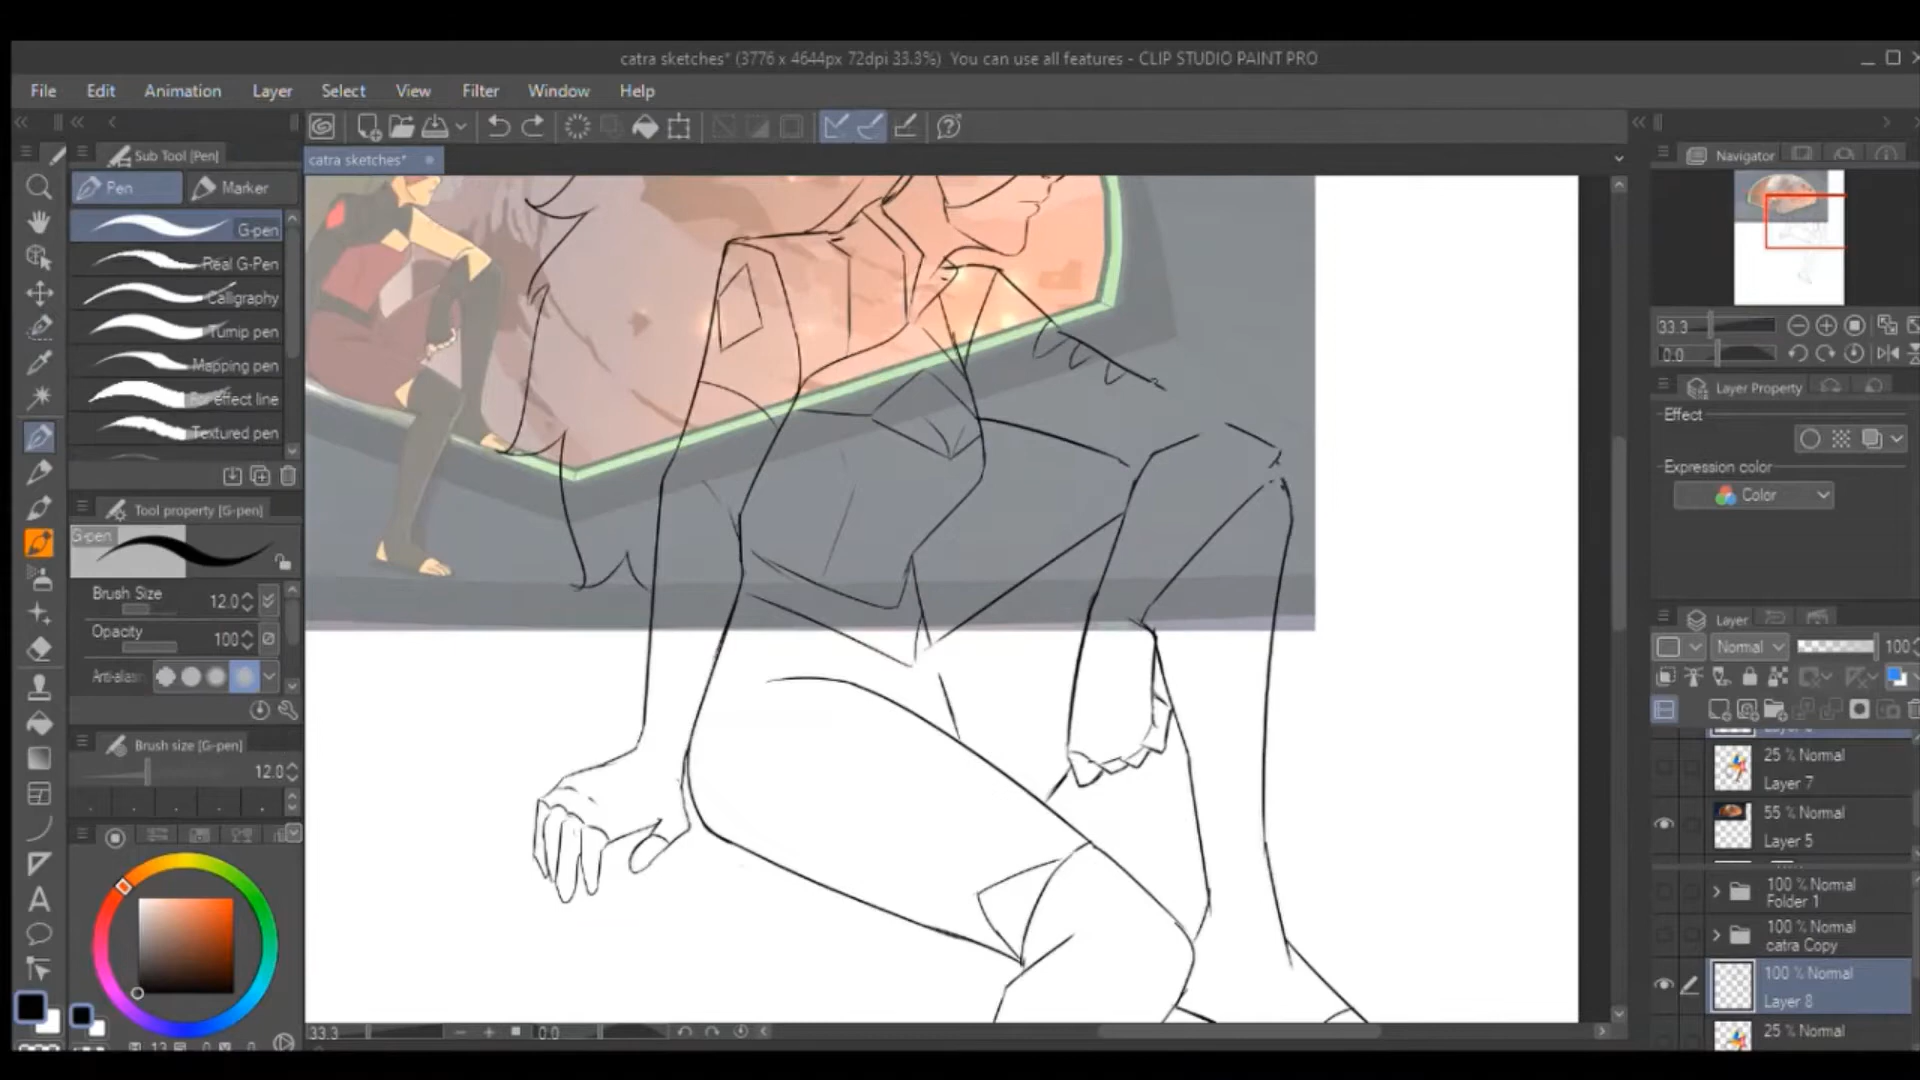 catra sketches* (3776 x 4644px 72dpi 33.3%)  You can use all features - CLIP STUDIO PAINT PRO
File Edit Animation Layer Select View Filter Window Help
Sub Tool [Pen]
catra sketches*
Navigator
Pen Marker
G-pen
Real G-Pen
Calligraphy
Turnip pen
Mapping pen
For effect line
Textured pen
33.3
0.0
Layer Property
Effect
Expression color
Color
Tool property [G-pen]
G-pen
Brush Size 12.0
Opacity 100
Anti-alias
Layer
Normal 100
Brush size [G-pen]
12.0
25 % Normal
Layer 7
55 % Normal
Layer 5
100 % Normal
Folder 1
100 % Normal
catra Copy
100 % Normal
Layer 8
25 % Normal
33.3 0.0